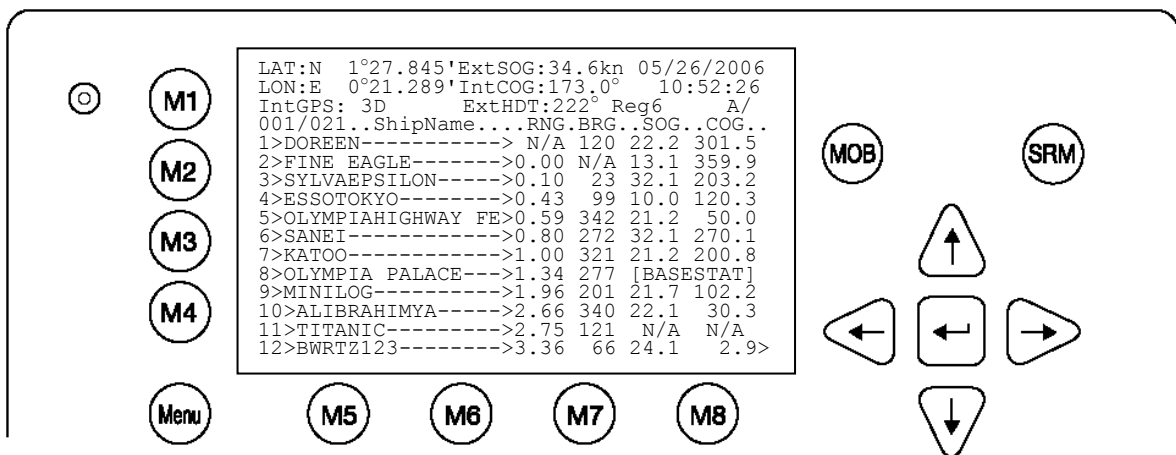 LAT:N  1°27.845'ExtSOG:34.6kn 05/26/2006
LON:E  0°21.289'IntCOG:173.0°   10:52:26
IntGPS: 3D     ExtHDT:222° Reg6     A/
001/021..ShipName....RNG.BRG..SOG..COG..
1>DOREEN-----------> N/A 120 22.2 301.5
2>FINE EAGLE------->0.00 N/A 13.1 359.9
3>SYLVAEPSILON----->0.10  23 32.1 203.2
4>ESSOTOKYO-------->0.43  99 10.0 120.3
5>OLYMPIAHIGHWAY FE>0.59 342 21.2  50.0
6>SANEI------------>0.80 272 32.1 270.1
7>KATOO------------>1.00 321 21.2 200.8
8>OLYMPIA PALACE--->1.34 277 [BASESTAT]
9>MINILOG---------->1.96 201 21.7 102.2
10>ALIBRAHIMYA----->2.66 340 22.1  30.3
11>TITANIC--------->2.75 121  N/A  N/A
12>BWRTZ123-------->3.36  66 24.1   2.9>
M1
M2
M3
M4
Menu
M5
M6
M7
M8
MOB
SRM